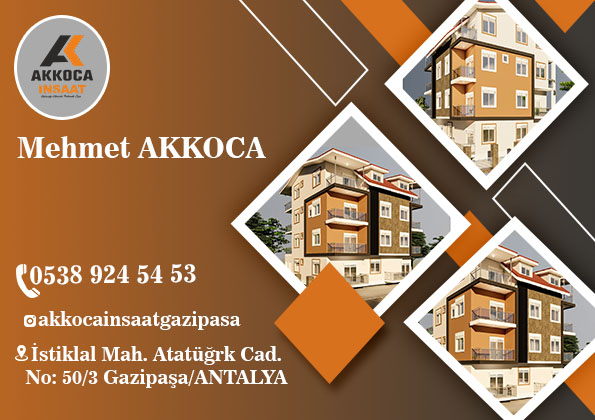 AKKOCA
İNŞAAT
Mehmet AKKOCA
0538 924 54 53
akkocainsaatgazipasa
İstiklal Mah. Atatüğrk Cad.
No: 50/3 Gazipaşa/ANTALYA